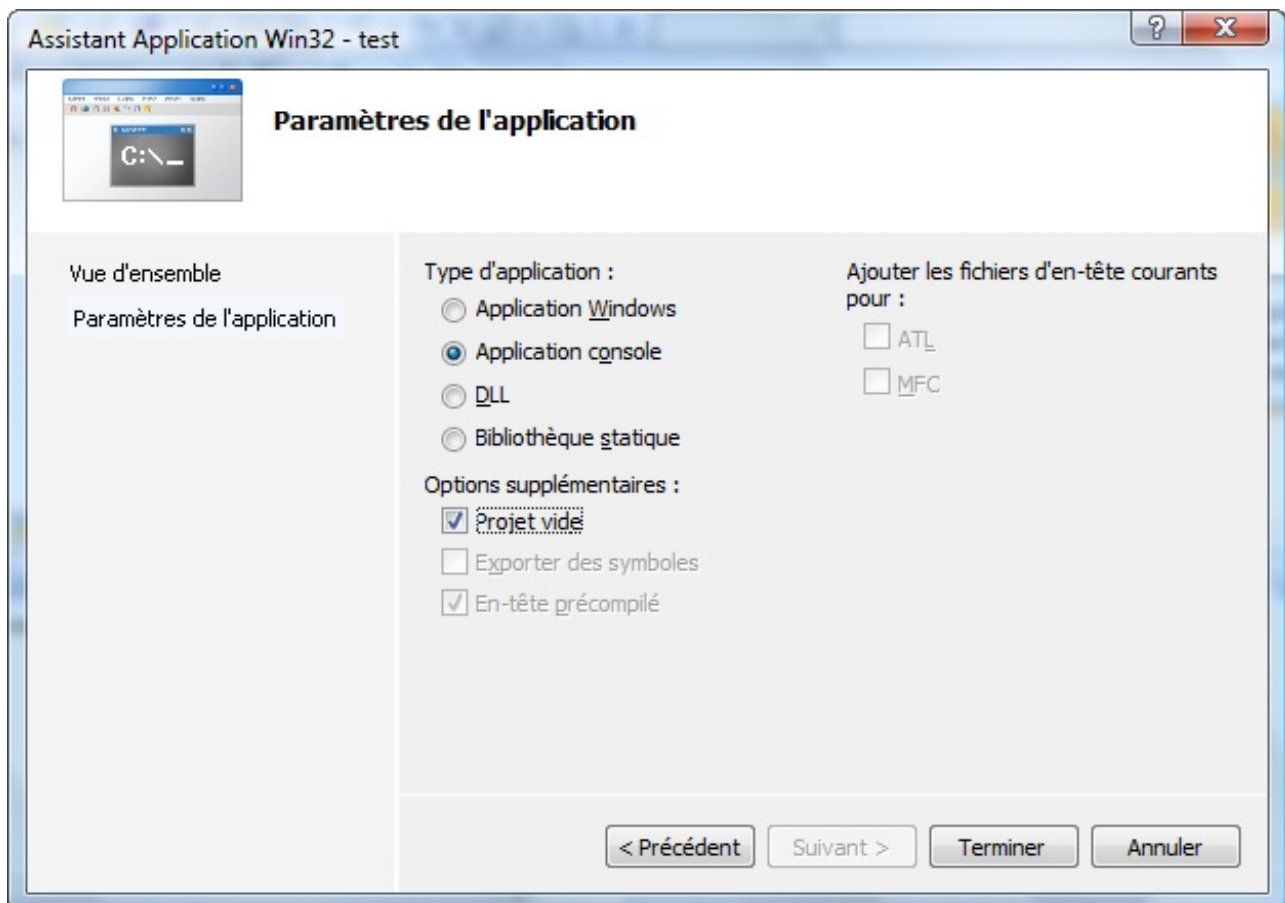 Assistant Application Win32 - test
C:\_
Paramètres de l'application
Vue d'ensemble
Paramètres de l'application
Type d'application :
Application Windows
Application console
DLL
Bibliothèque statique
Options supplémentaires :
Projet vide
Exporter des symboles
En-tête précompilé
Ajouter les fichiers d'en-tête courants
pour :
ATL
MFC
< Précédent
Suivant >
Terminer
Annuler